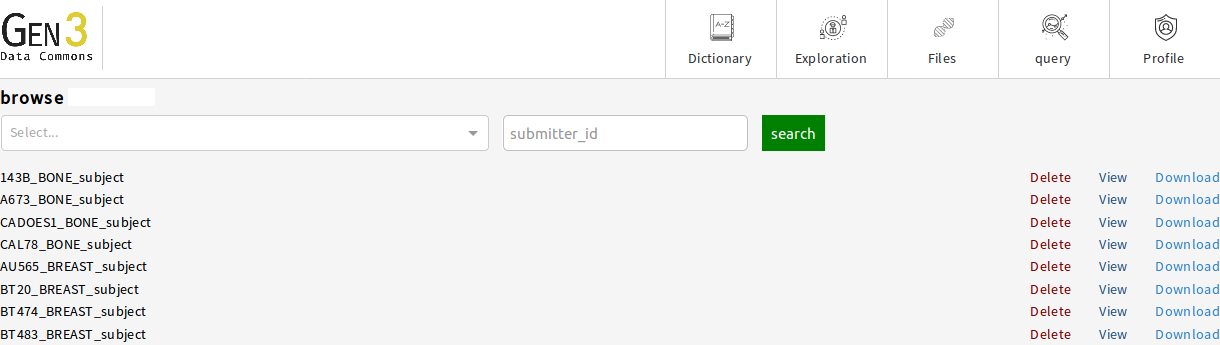 GEN3
Data Commons
A-Z
Dictionary
Exploration
Files
query
Profile
browse
Select...
submitter_id
search
143B_BONE_subject Delete View Download
A673_BONE_subject Delete View Download
CADOES1_BONE_subject Delete View Download
CAL78_BONE_subject Delete View Download
AU565_BREAST_subject Delete View Download
BT20_BREAST_subject Delete View Download
BT474_BREAST_subject Delete View Download
BT483_BREAST_subject Delete View Download